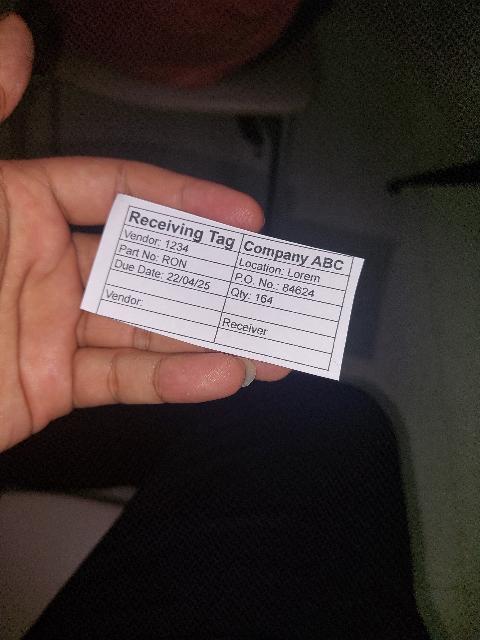 Receiving Tag Company ABC
Vendor: 1234 Location: Lorem
Part No: RON P.O. No.: 84624
Due Date: 22/04/25 Qty: 164
Vendor: Receiver